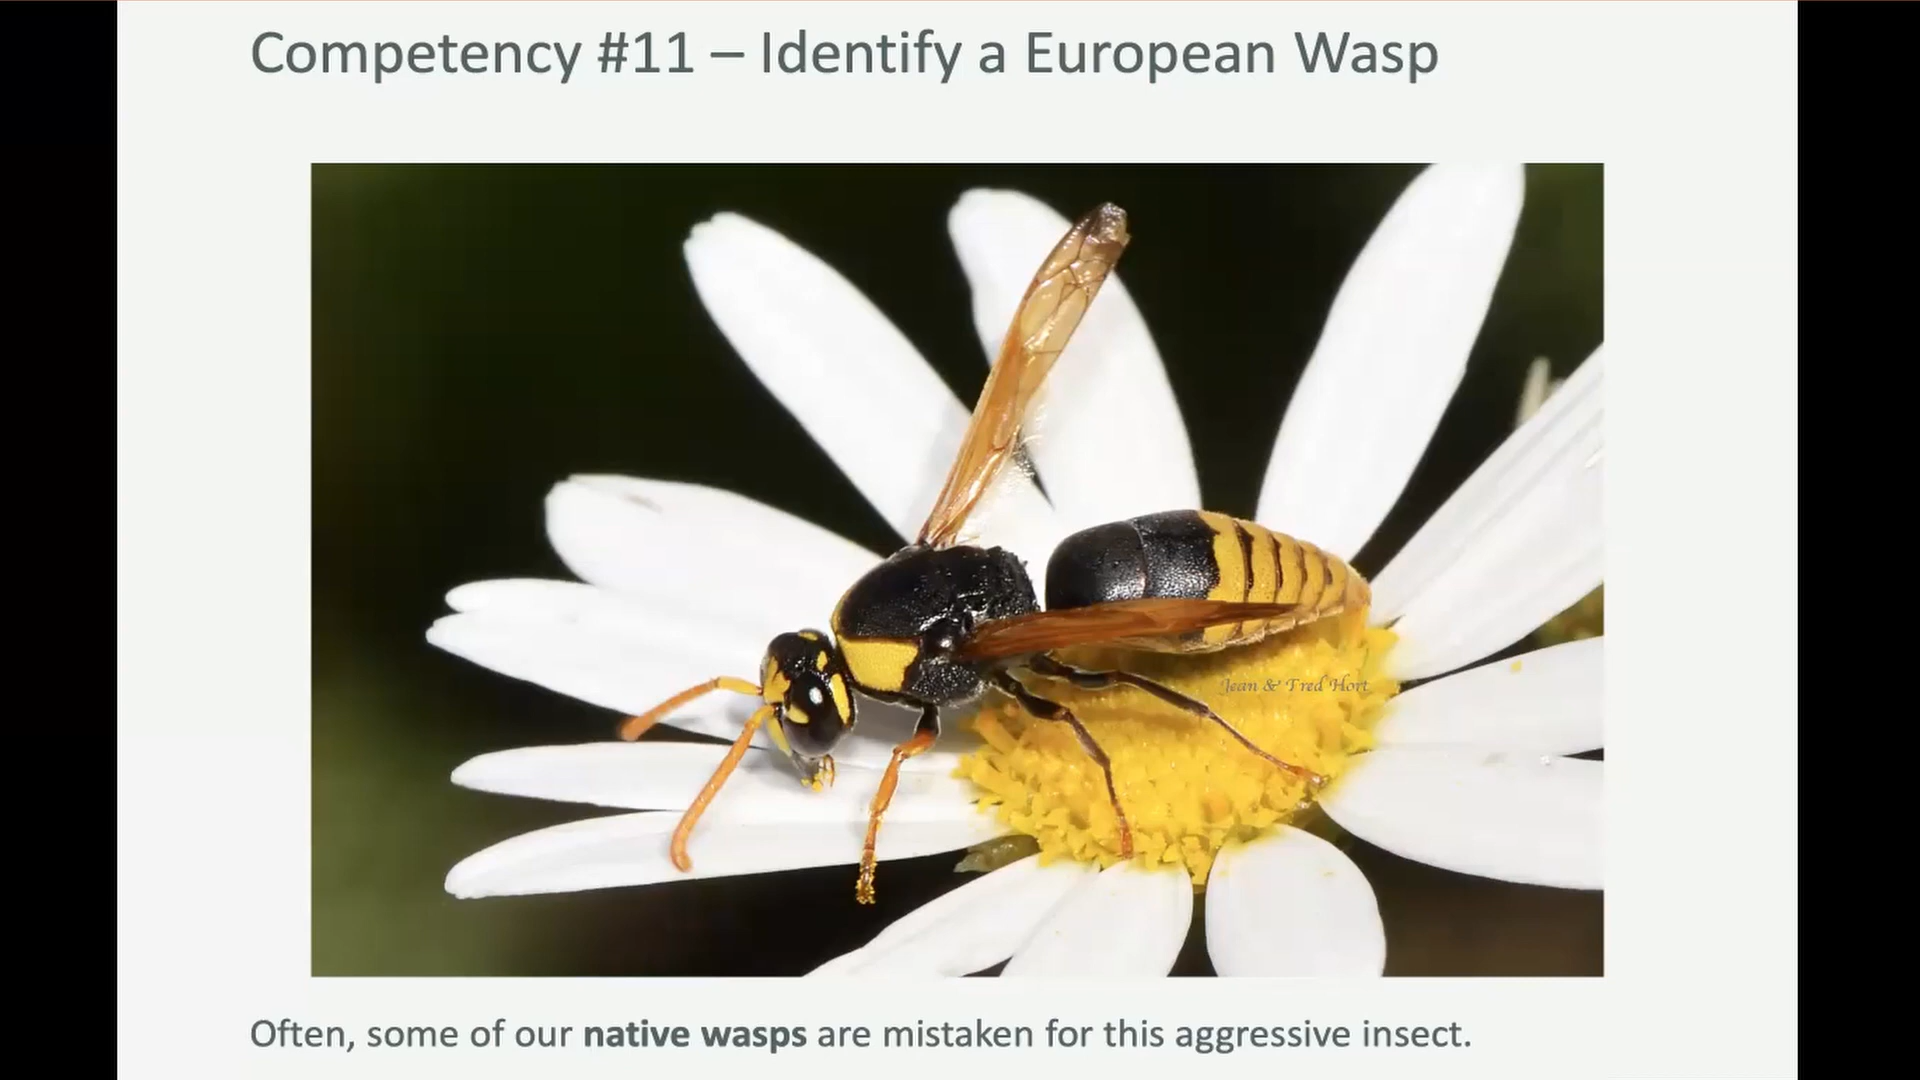 Competency #11 – Identify a European Wasp
Jean & Fred Hort
Often, some of our native wasps are mistaken for this aggressive insect.